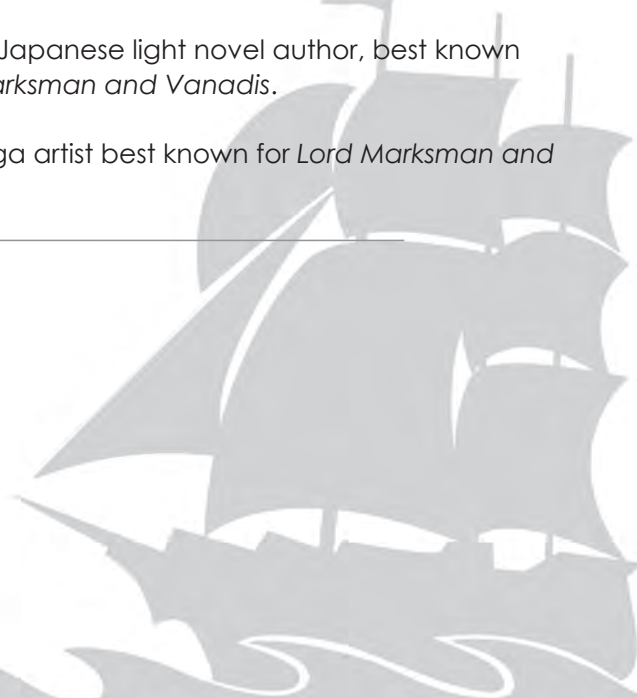 Japanese light novel author, best known
arksman and Vanadis.
ga artist best known for Lord Marksman and